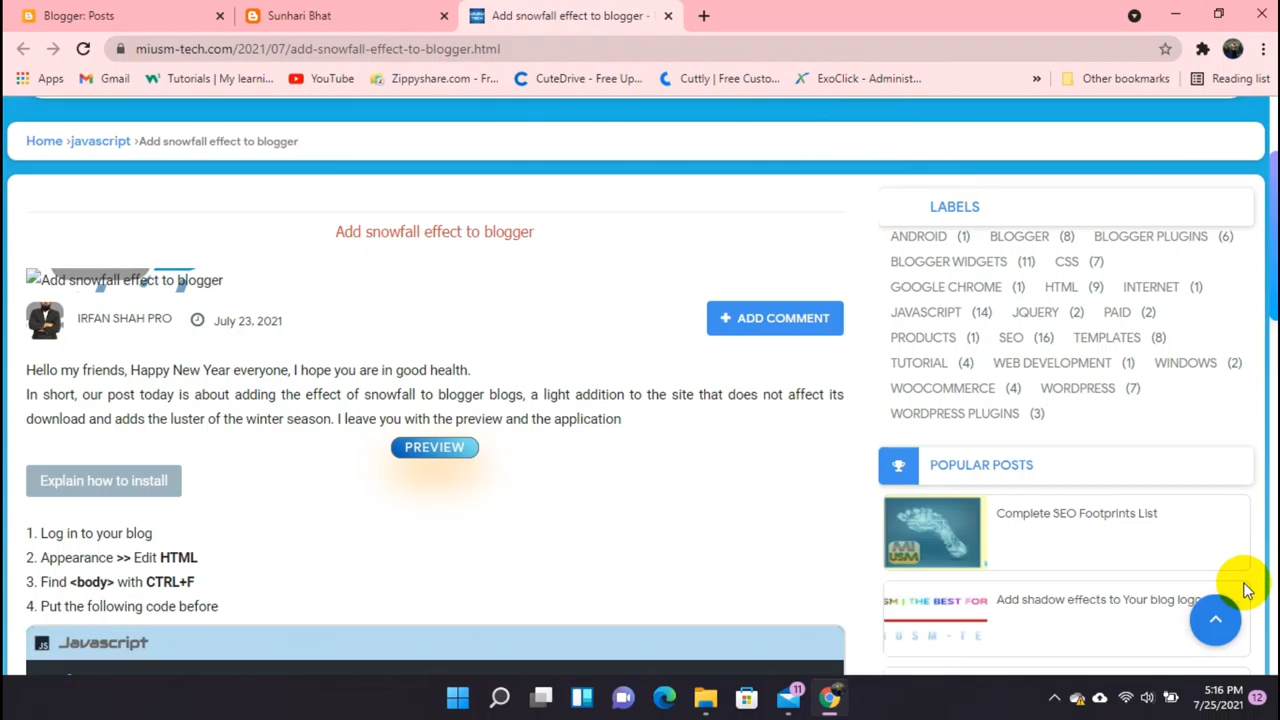 Blogger: Posts
Sunhari Bhat
Add snowfall effect to blogger -
miusm-tech.com/2021/07/add-snowfall-effect-to-blogger.html
Apps
Gmail
Tutorials | My learni...
YouTube
Zippyshare.com - Fr...
CuteDrive - Free Up...
Cuttly | Free Custo...
ExoClick - Administ...
»
Other bookmarks
Reading list
Home ›javascript ›Add snowfall effect to blogger
Add snowfall effect to blogger
Add snowfall effect to blogger
IRFAN SHAH PRO
July 23, 2021
+ ADD COMMENT
Hello my friends, Happy New Year everyone, I hope you are in good health.
In short, our post today is about adding the effect of snowfall to blogger blogs, a light addition to the site that does not affect its
download and adds the luster of the winter season. I leave you with the preview and the application
PREVIEW
Explain how to install
1. Log in to your blog
2. Appearance >> Edit HTML
3. Find <body> with CTRL+F
4. Put the following code before
JS Javascript
LABELS
ANDROID (1) BLOGGER (8) BLOGGER PLUGINS (6)
BLOGGER WIDGETS (11) CSS (7)
GOOGLE CHROME (1) HTML (9) INTERNET (1)
JAVASCRIPT (14) JQUERY (2) PAID (2)
PRODUCTS (1) SEO (16) TEMPLATES (8)
TUTORIAL (4) WEB DEVELOPMENT (1) WINDOWS (2)
WOOCOMMERCE (4) WORDPRESS (7)
WORDPRESS PLUGINS (3)
POPULAR POSTS
Complete SEO Footprints List
MI
USM
Add shadow effects to Your blog logo
SM | THE BEST FOR
USM-TE
11
5:16 PM
7/25/2021
12